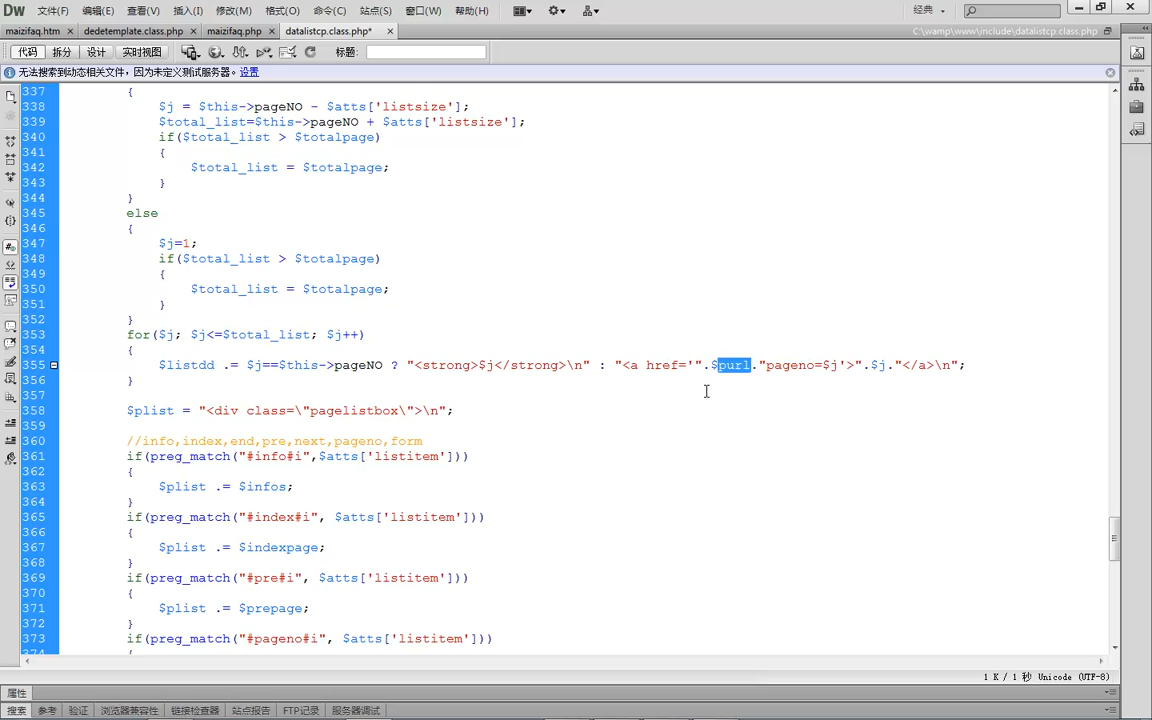 Dw 文件(F) 编辑(E) 查看(V) 插入(I) 修改(M) 格式(O) 命令(C) 站点(S) 窗口(W) 帮助(H) 经典
maizifaq.htm × dedetemplate.class.php × maizifaq.php × datalistcp.class.php* × C:\wamp\www\include\datalistcp.class.php
代码 拆分 设计 实时视图 标题:
无法搜索到动态相关文件，因为未定义测试服务器。 设置
337 {
338 $j = $this->pageNO - $atts['listsize'];
339 $total_list=$this->pageNO + $atts['listsize'];
340 if($total_list > $totalpage)
341 {
342 $total_list = $totalpage;
343 }
344 }
345 else
346 {
347 $j=1;
348 if($total_list > $totalpage)
349 {
350 $total_list = $totalpage;
351 }
352 }
353 for($j; $j<=$total_list; $j++)
354 {
355 $listdd .= $j==$this->pageNO ? "<strong>$j</strong>\n" : "<a href='".$purl."pageno=$j'>".$j."</a>\n";
356 }
357
358 $plist = "<div class=\"pagelistbox\">\n";
359
360 //info,index,end,pre,next,pageno,form
361 if(preg_match("#info#i",$atts['listitem']))
362 {
363 $plist .= $infos;
364 }
365 if(preg_match("#index#i", $atts['listitem']))
366 {
367 $plist .= $indexpage;
368 }
369 if(preg_match("#pre#i", $atts['listitem']))
370 {
371 $plist .= $prepage;
372 }
373 if(preg_match("#pageno#i", $atts['listitem']))
374 {
1 K / 1 秒 Unicode (UTF-8)
属性
搜索 参考 验证 浏览器兼容性 链接检查器 站点报告 FTP记录 服务器调试